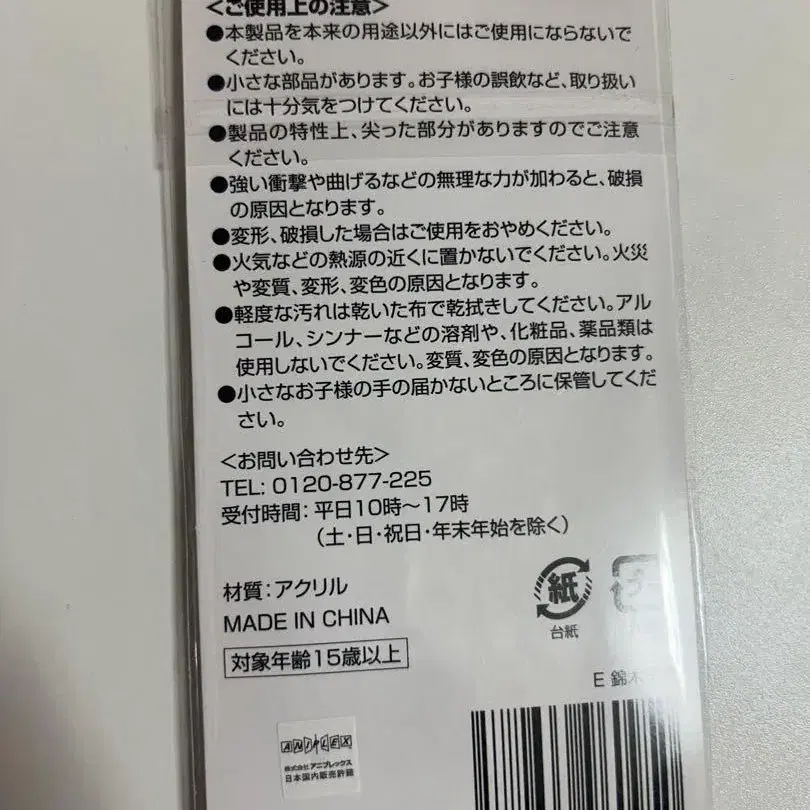 <ご使用上の注意>
●本製品を本来の用途以外にはご使用にならないで
ください。
●小さな部品があります。お子様の誤飲など、取り扱い
には十分気をつけてください。
●製品の特性上、尖った部分がありますのでご注意
ください。
●強い衝撃や曲げるなどの無理な力が加わると、破損
の原因となります。
●変形、破損した場合はご使用をおやめください。
●火気などの熱源の近くに置かないでください。火災
や変質、変形、変色の原因となります。
●軽度な汚れは乾いた布で乾拭きしてください。アル
コール、シンナーなどの溶剤や、化粧品、薬品類は
使用しないでください。変質、変色の原因となります。
●小さなお子様の手の届かないところに保管してくだ
さい。
<お問い合わせ先>
TEL: 0120-877-225
受付時間：平日10時〜17時
（土・日・祝日・年末年始を除く）
材質：アクリル
MADE IN CHINA
対象年齢15歳以上
紙
台紙
E 錦木
ANIPLEX
株式会社アニプレックス
日本国内販売許諾